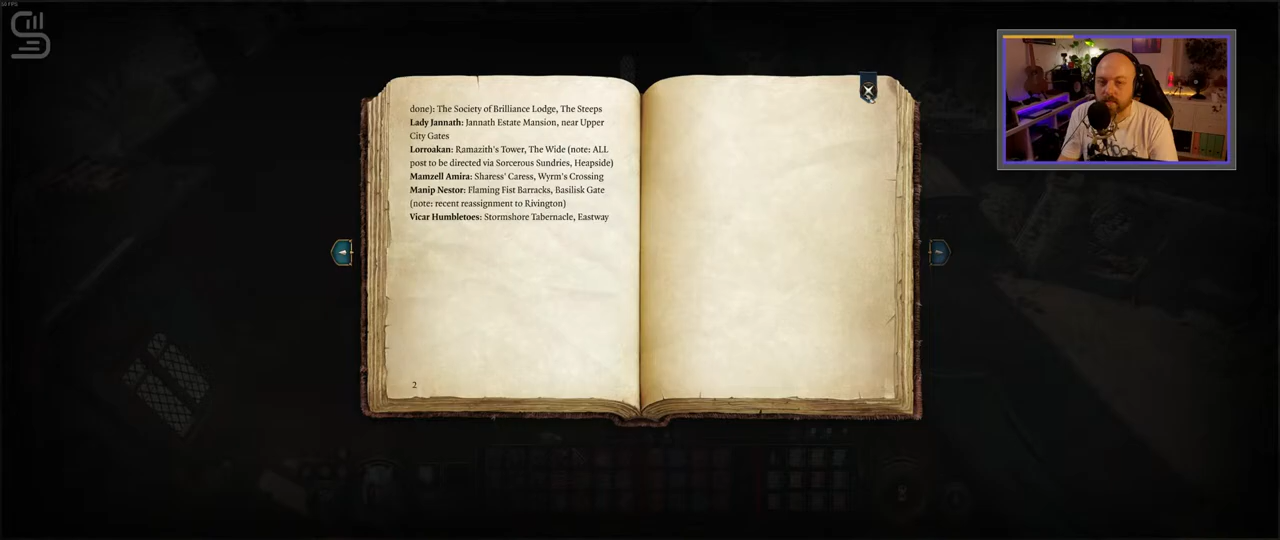 59 FPS
done): The Society of Brilliance Lodge, The Steeps
Lady Jannath: Jannath Estate Mansion, near Upper
City Gates
Lorroakan: Ramazith's Tower, The Wide (note: ALL
post to be directed via Sorcerous Sundries, Heapside)
Mamzell Amira: Sharess' Caress, Wyrm's Crossing
Manip Nestor: Flaming Fist Barracks, Basilisk Gate
(note: recent reassignment to Rivington)
Vicar Humbletoes: Stormshore Tabernacle, Eastway
2